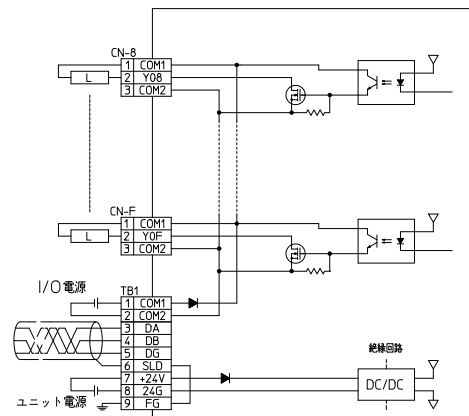 CN-8
1 COM1
L 2 Y08
3 COM2
CN-F
1 COM1
L 2 Y0F
3 COM2
I/O電源
TB1
1 COM1
2 COM2
3 DA
4 DB
5 DG
6 SLD
7 +24V
8 24G
9 FG
ユニット電源
絶縁回路
DC/DC